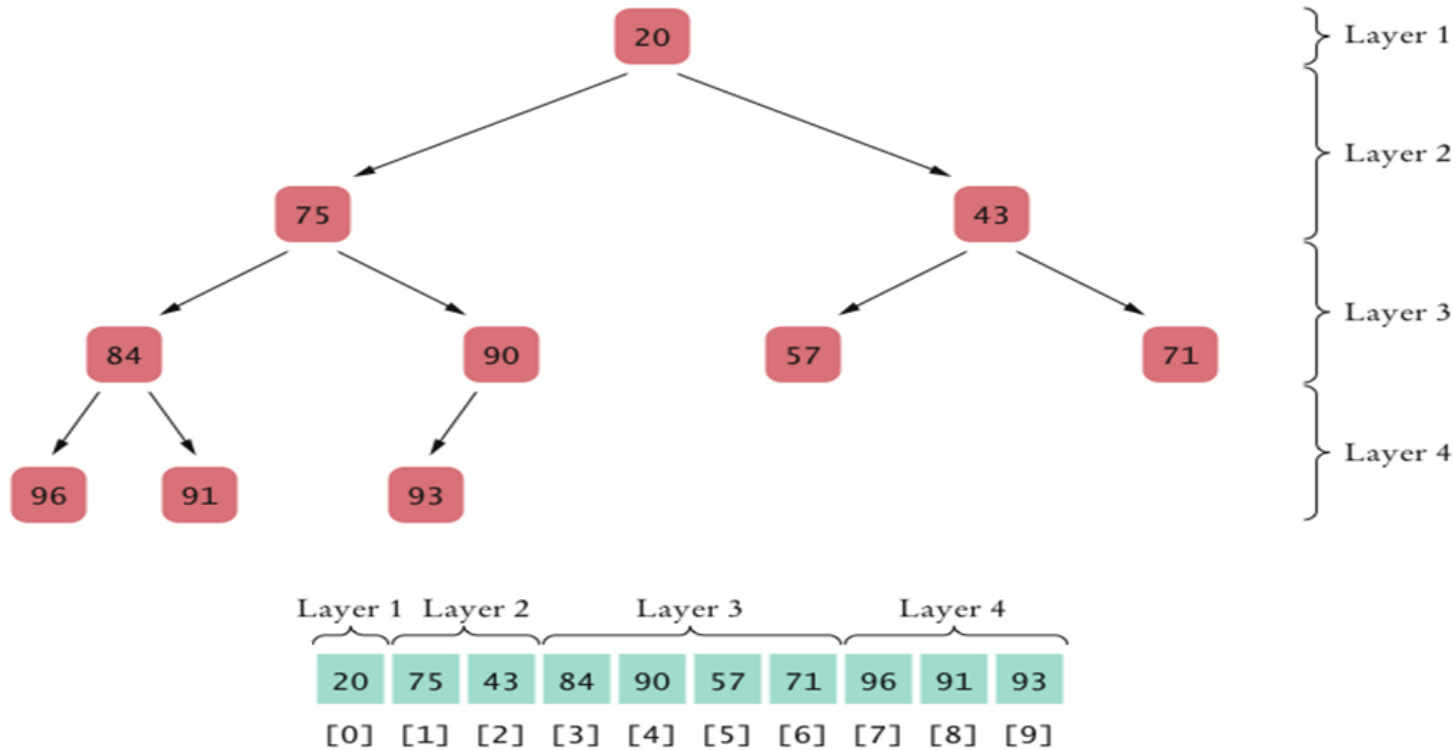 20 Layer 1
Layer 2
75 43
Layer 3
84 90 57 71
Layer 4
96 91 93
Layer 1 Layer 2 Layer 3 Layer 4
20 75 43 84 90 57 71 96 91 93
[0] [1] [2] [3] [4] [5] [6] [7] [8] [9]